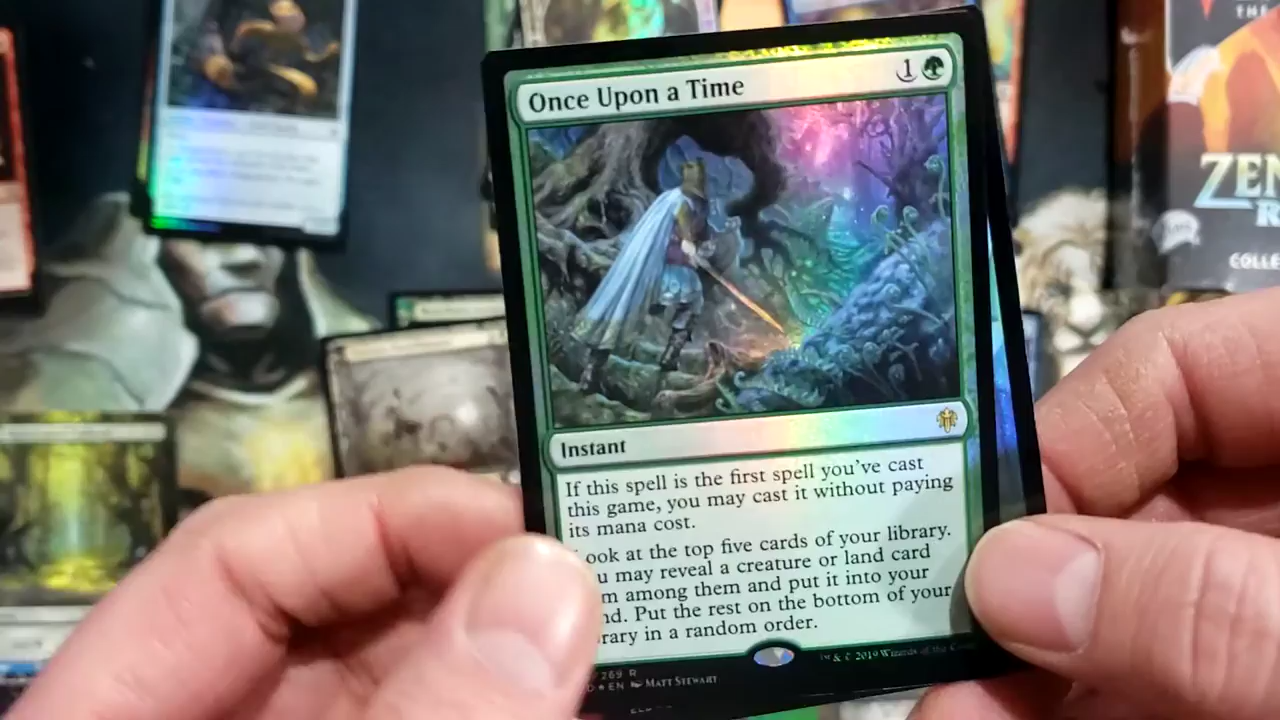 Once Upon a Time 1
Instant
If this spell is the first spell you've cast
this game, you may cast it without paying
its mana cost.
ook at the top five cards of your library.
u may reveal a creature or land card
m among them and put it into your
nd. Put the rest on the bottom of your
rary in a random order.
269 R
EN MATT STEWART
™ & © 2019 Wizards of the Coast
THE
ZEN
R
COLLE